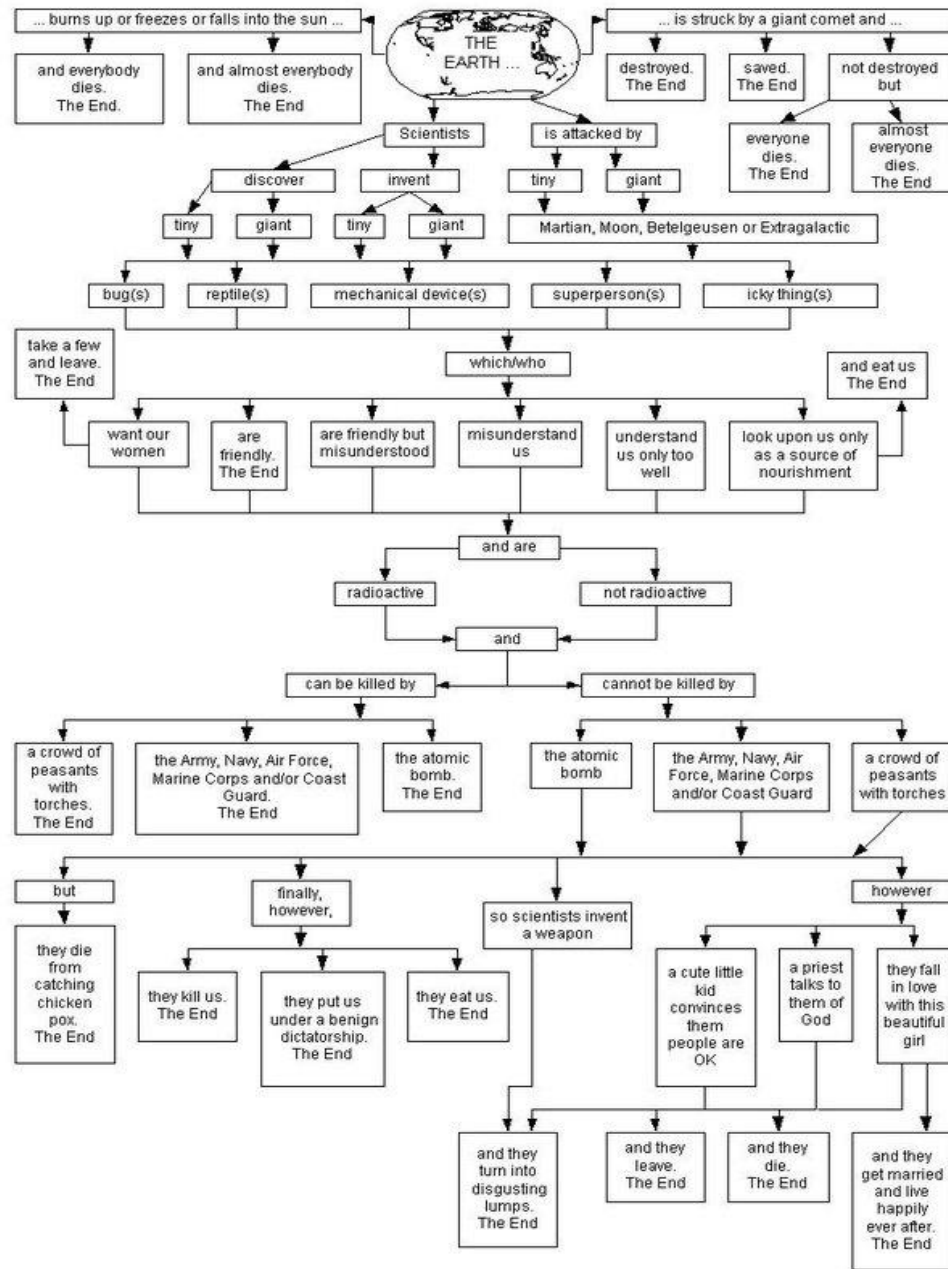 ... burns up or freezes or falls into the sun ...
THE
EARTH ...
... is struck by a giant comet and ...
and everybody
dies.
The End.
and almost everybody
dies.
The End
destroyed.
The End
saved.
The End
not destroyed
but
everyone
dies.
The End
almost
everyone
dies.
The End
Scientists
is attacked by
discover
invent
tiny
giant
tiny
giant
tiny
giant
Martian, Moon, Betelgeusen or Extragalactic
bug(s)
reptile(s)
mechanical device(s)
superperson(s)
icky thing(s)
which/who
take a few
and leave.
The End
and eat us
The End
want our
women
are
friendly.
The End
are friendly but
misunderstood
misunderstand
us
understand
us only too
well
look upon us only
as a source of
nourishment
and are
radioactive
not radioactive
and
can be killed by
cannot be killed by
a crowd of
peasants
with
torches.
The End
the Army, Navy, Air Force,
Marine Corps and/or Coast
Guard.
The End
the atomic
bomb.
The End
the atomic
bomb
the Army, Navy, Air
Force, Marine Corps
and/or Coast Guard
a crowd of
peasants
with torches
but
finally,
however,
so scientists invent
a weapon
however
they die
from
catching
chicken
pox.
The End
they kill us.
The End
they put us
under a benign
dictatorship.
The End
they eat us.
The End
a cute little
kid
convinces
them
people are
OK
a priest
talks to
them of
God
they fall
in love
with this
beautiful
girl
and they
turn into
disgusting
lumps.
The End
and they
leave.
The End
and they
die.
The End
and they
get married
and live
happily
ever after.
The End